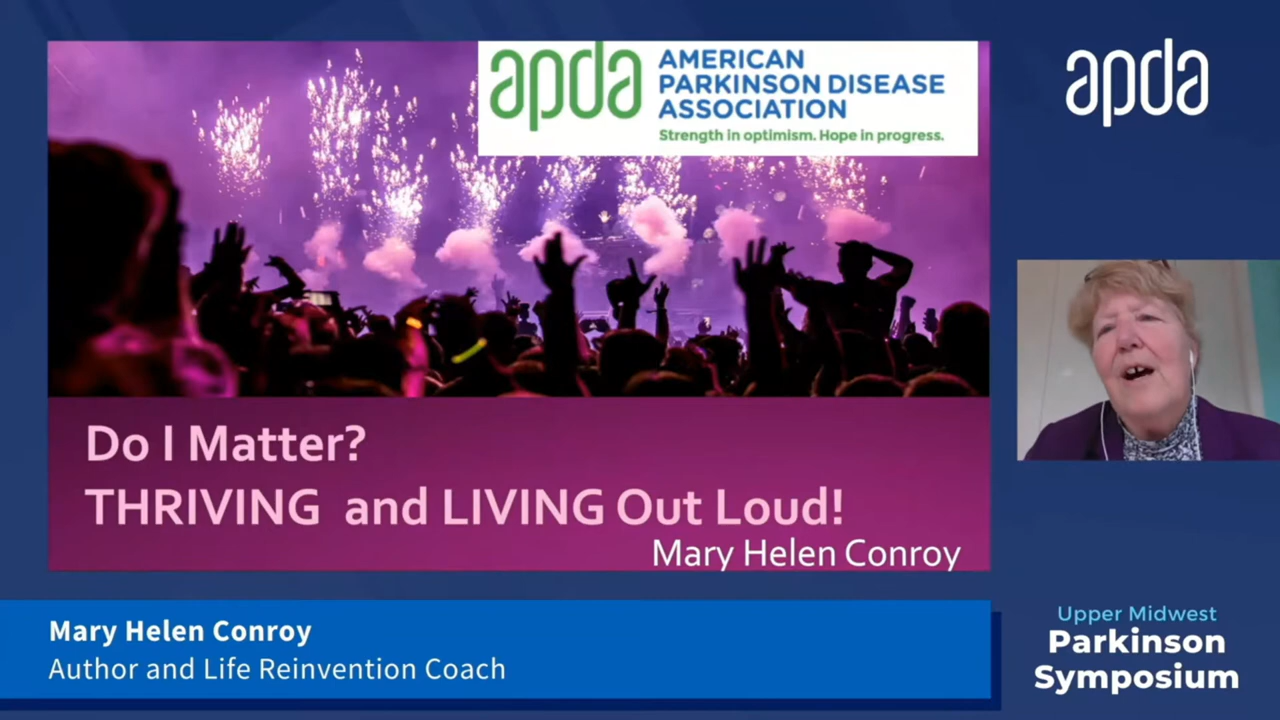 apda
AMERICAN
PARKINSON DISEASE
ASSOCIATION
Strength in optimism. Hope in progress.
apda
Do I Matter?
THRIVING and LIVING Out Loud!
Mary Helen Conroy
Mary Helen Conroy
Author and Life Reinvention Coach
Upper Midwest
Parkinson
Symposium